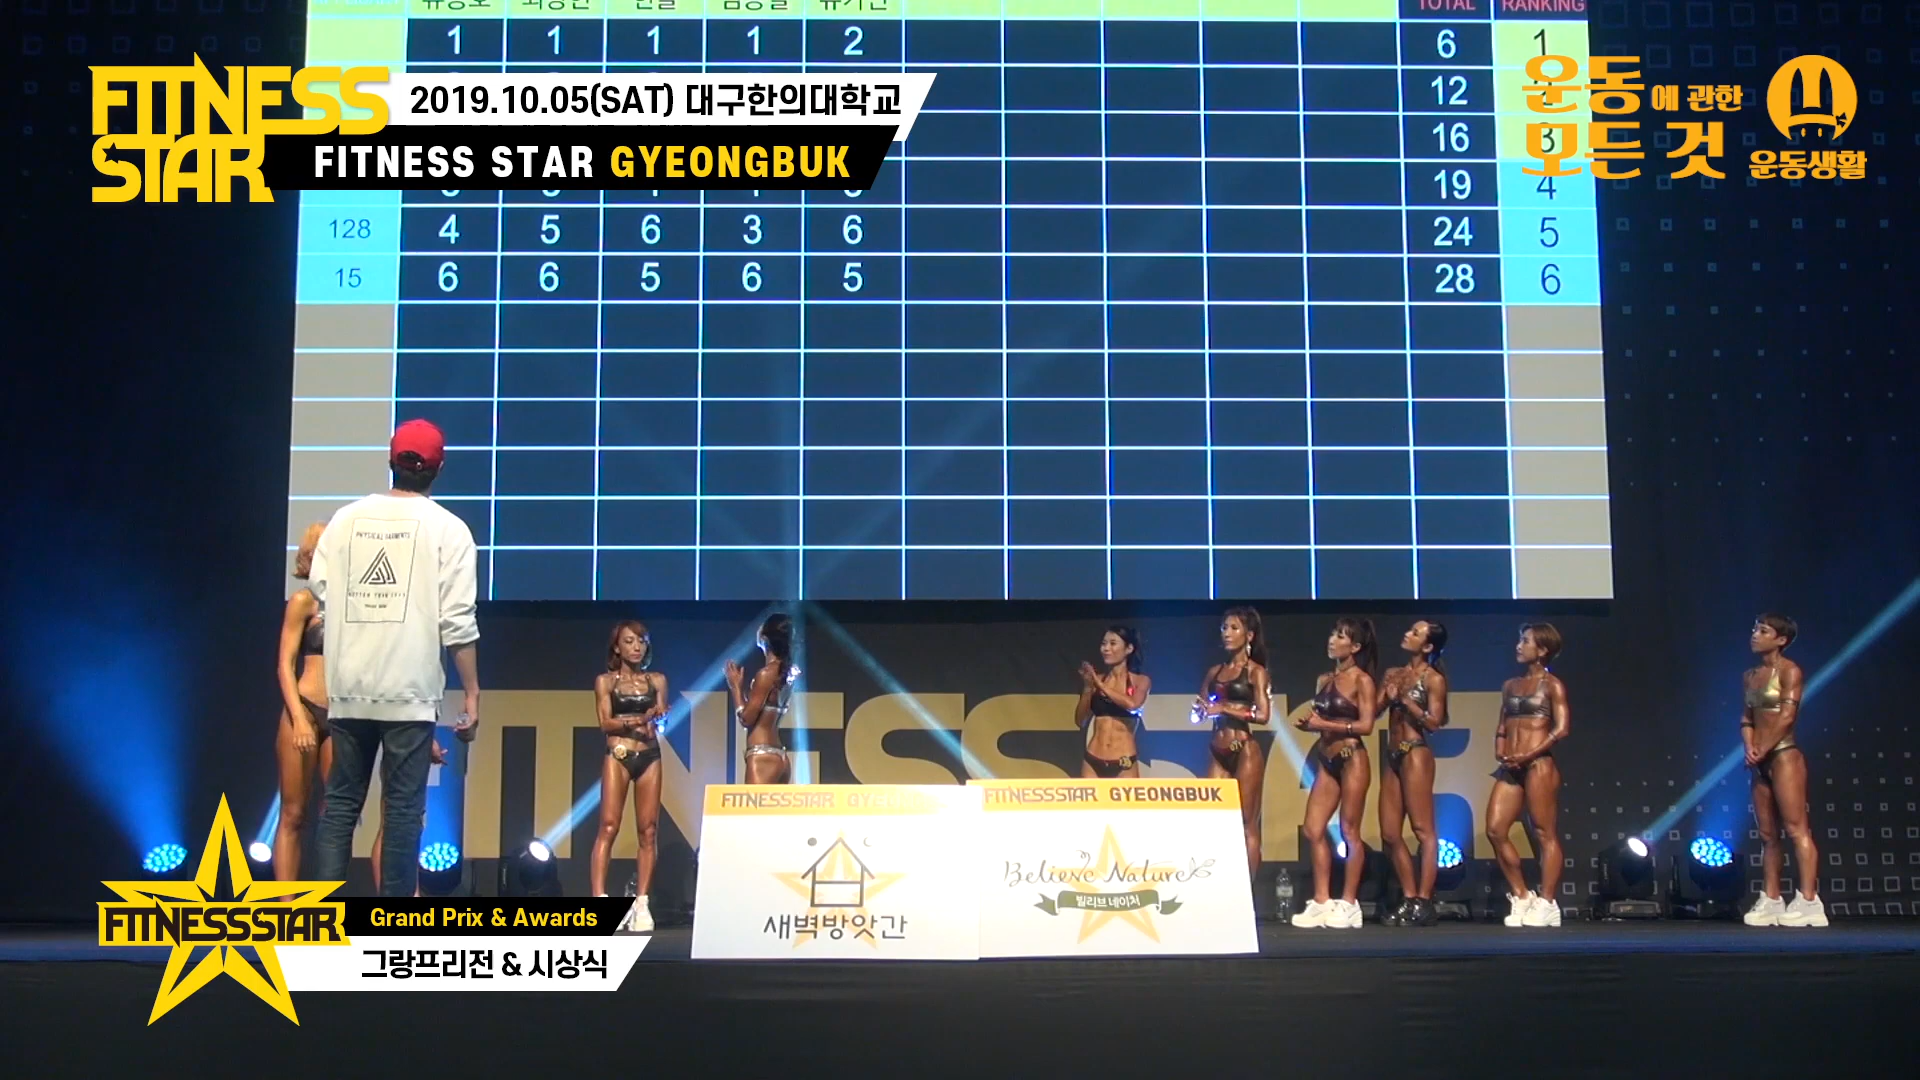 TOTAL RANKING
1 1 1 1 2 6 1
12
16 3
19 4
128 4 5 6 3 6 24 5
15 6 6 5 6 5 28 6
FITNESS
STAR
2019.10.05(SAT) 대구한의대학교
FITNESS STAR GYEONGBUK
운동에 관한
모든 것
운동생활
PHYSICAL GARMENTS
FITNESSSTAR
FITNESSSTAR
새벽방앗간
FITNESSSTAR GYEONGBUK
Believe Nature
빌리브네이처
FITNESSSTAR
Grand Prix & Awards
그랑프리전 & 시상식